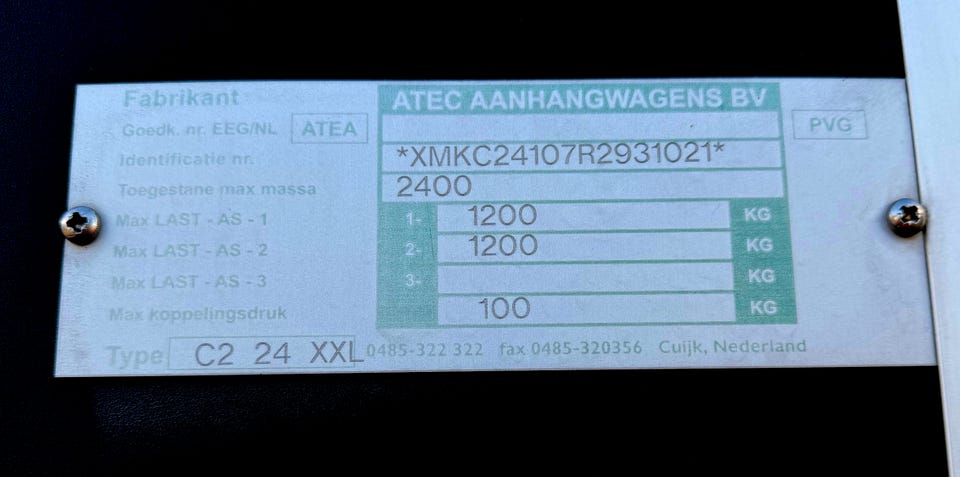 Fabrikant ATEC AANHANGWAGENS BV
Goedk. nr. EEG/NL ATEA PVG
Identificatie nr. *XMKC24107R2931021*
Toegestane max massa 2400
Max LAST - AS - 1 1- 1200 KG
Max LAST - AS - 2 2- 1200 KG
Max LAST - AS - 3 3- KG
Max koppelingsdruk 100 KG
Type C2 24 XXL 0485-322 322 fax 0485-320356 Cuijk, Nederland